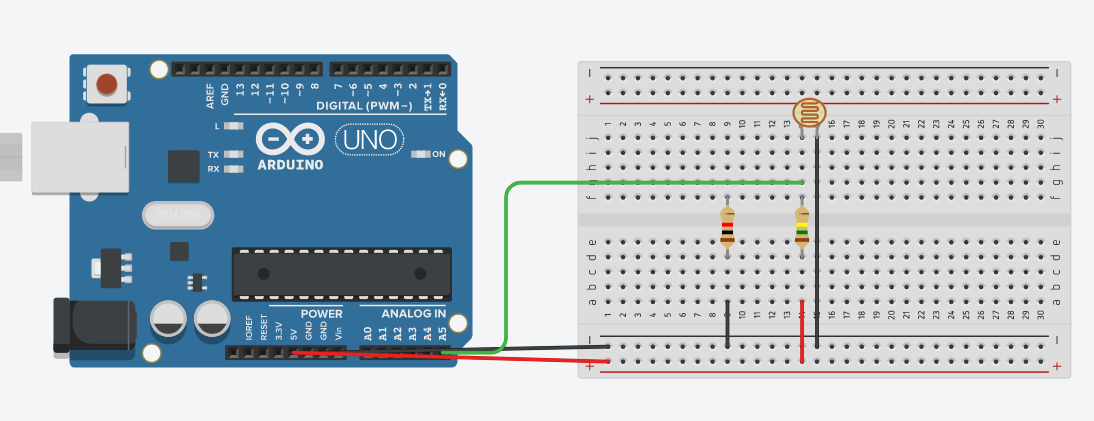 AREF
GND
13
12
~11
~10
~9
8
7
~6
~5
4
~3
2
TX→1
RX←0
DIGITAL (PWM~)
L
TX
RX
UNO
ARDUINO
ON
POWER
ANALOG IN
IOREF
RESET
3.3V
5V
GND
GND
Vin
A0
A1
A2
A3
A4
A5
− −
+ +
1 2 3 4 5 6 7 8 9 10 11 12 13 16 17 18 19 20 21 22 23 24 25 26 27 28 29 30
j j
i i
h h
g g
f f
e e
d d
c c
b b
a a
1 2 3 4 5 6 7 8 9 10 11 12 13 14 15 16 17 18 19 20 21 22 23 24 25 26 27 28 29 30
− −
+ +